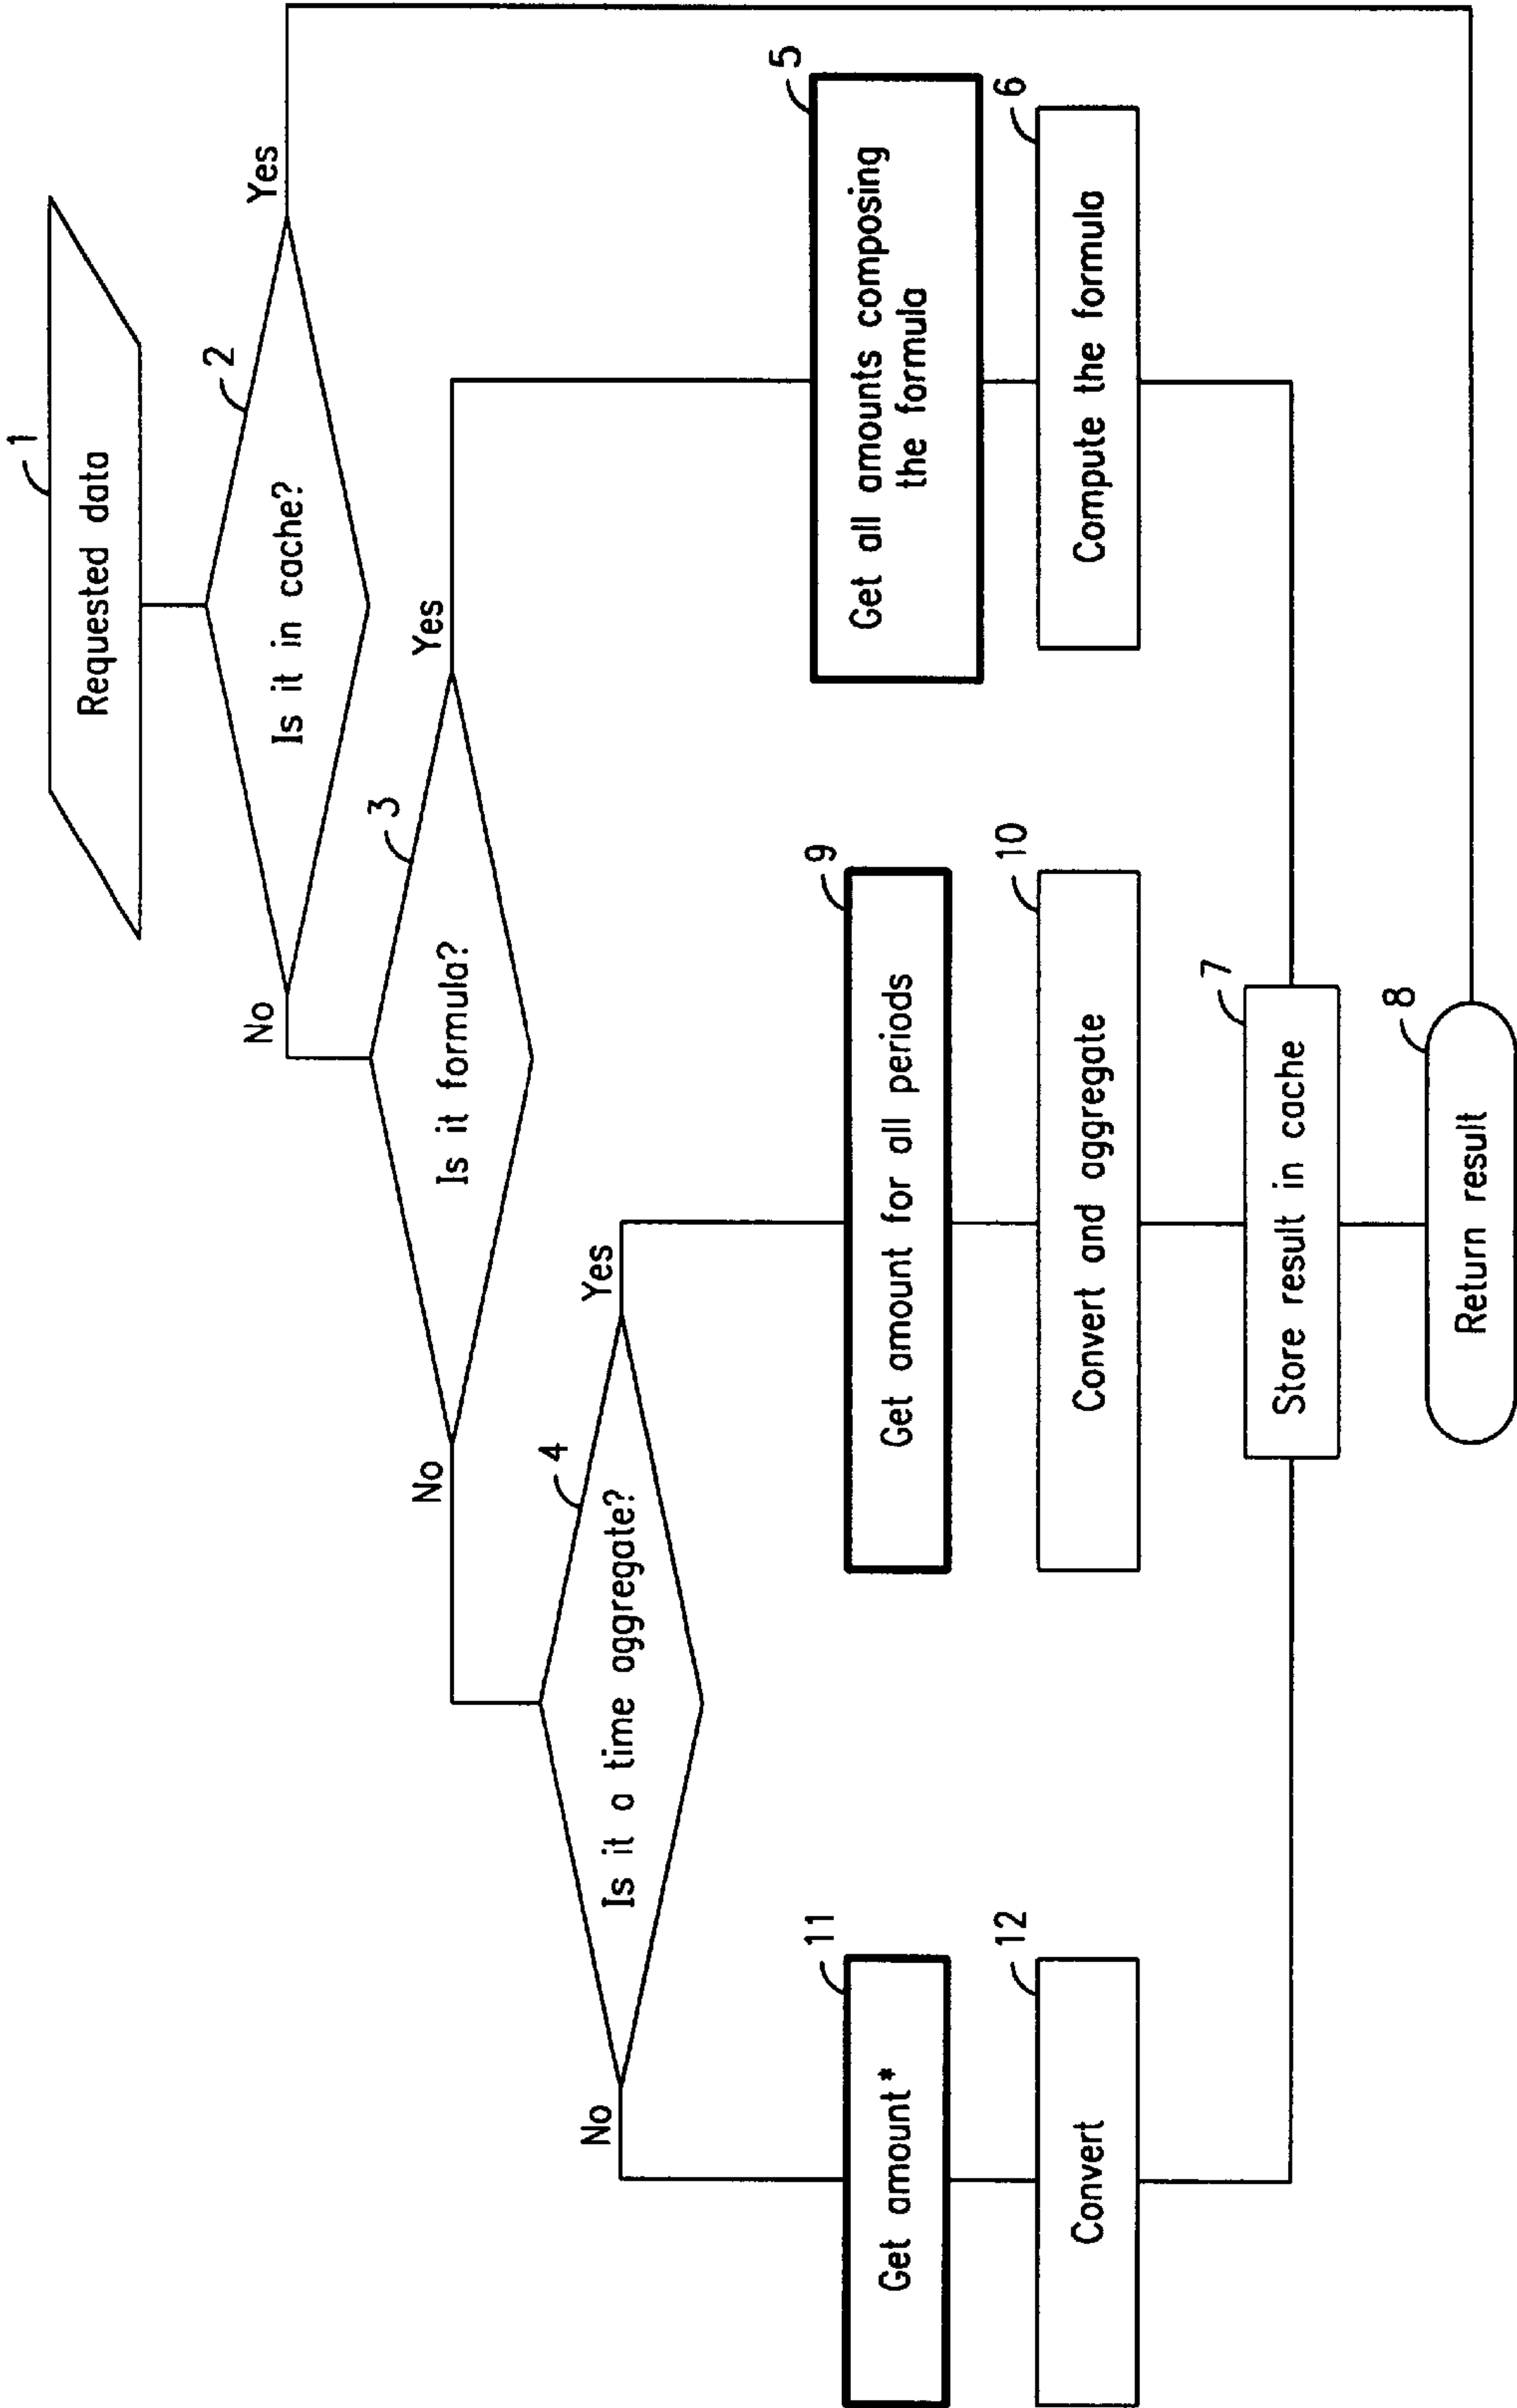 1
Requested data
2
Is it in cache?
Yes
No
3
Is it formula?
Yes
No
4
Is it a time aggregate?
Yes
No
5
Get all amounts composing
the formula
6
Compute the formula
9
Get amount for all periods
10
Convert and aggregate
11
Get amount*
12
Convert
7
Store result in cache
8
Return result